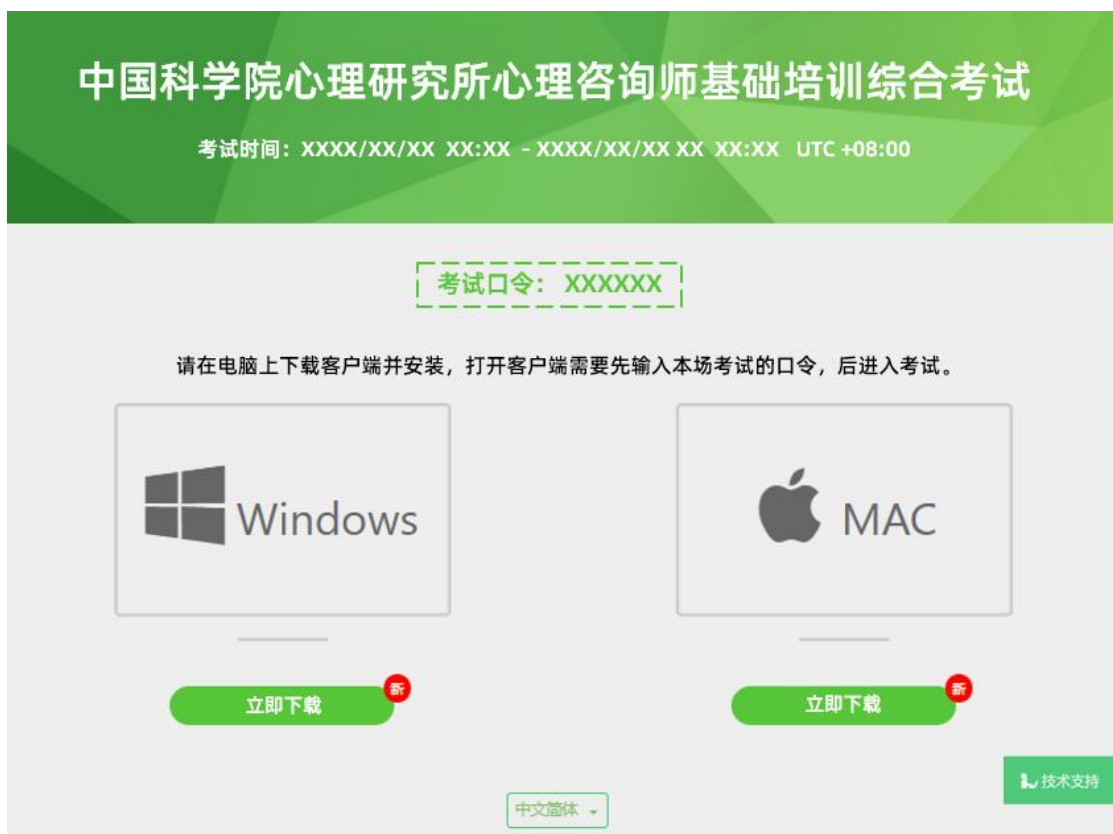 中国科学院心理研究所心理咨询师基础培训综合考试
考试时间：XXXX/XX/XX XX:XX - XXXX/XX/XX XX XX:XX UTC +08:00
考试口令： XXXXXX
请在电脑上下载客户端并安装，打开客户端需要先输入本场考试的口令，后进入考试。
Windows
MAC
立即下载
新
立即下载
新
技术支持
中文简体